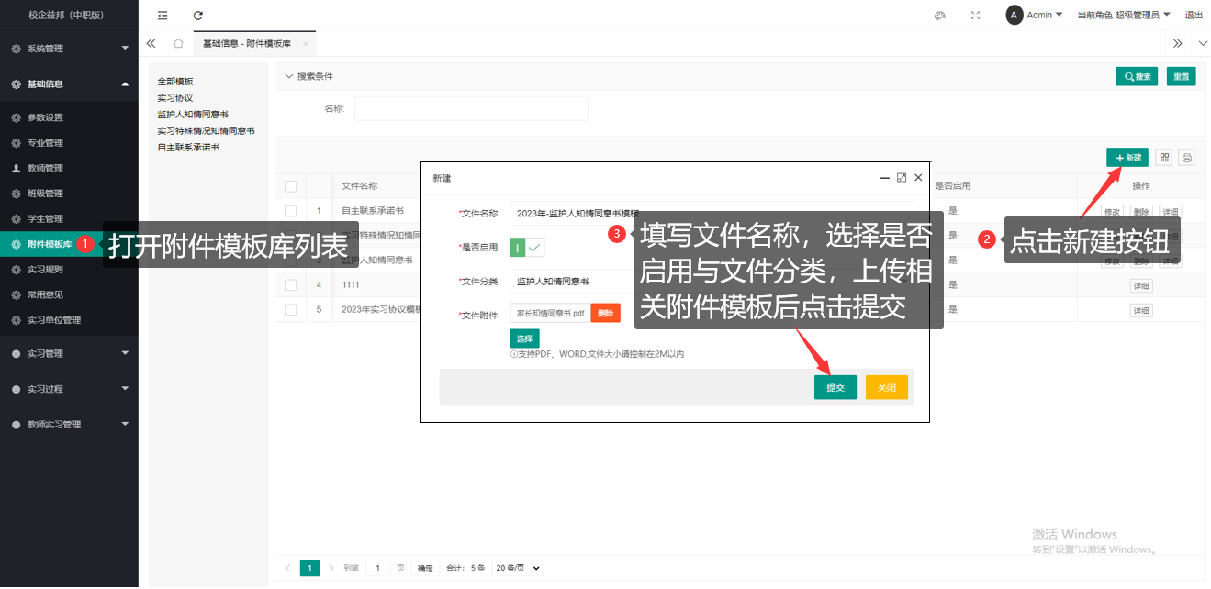 校企益邦（中职版）
Admin
当前角色 超级管理员
退出
系统管理
基础信息 - 附件模板库
基础信息
参数设置
专业管理
教师管理
班级管理
学生管理
附件模板库
实习规则
常用意见
实习单位管理
实习管理
实习过程
教师实习管理
全部模板
实习协议
监护人知情同意书
实习特殊情况知情同意书
自主联系承诺书
搜索条件
搜索
重置
名称:
新建
文件名称
是否启用
操作
1 自主联系承诺书 是 修改 删除 详细
实习特殊情况知情同 是
监护人知情同意书 是 修改 删除 详细
4 1111 是 详细
5 2023年实习协议模板 是 详细
新建
*文件名称 2023年-监护人知情同意书模板
*是否启用
*文件分类 监护人知情同意书
*文件附件 家长知情同意书.pdf 删除
选择
支持PDF、WORD,文件大小请控制在2M以内
提交 关闭
1 打开附件模板库列表
2 点击新建按钮
3 填写文件名称，选择是否
启用与文件分类，上传相
关附件模板后点击提交
激活 Windows
转到"设置"以激活 Windows。
1 到第 1 页 确定 合计：5 条 20 条/页